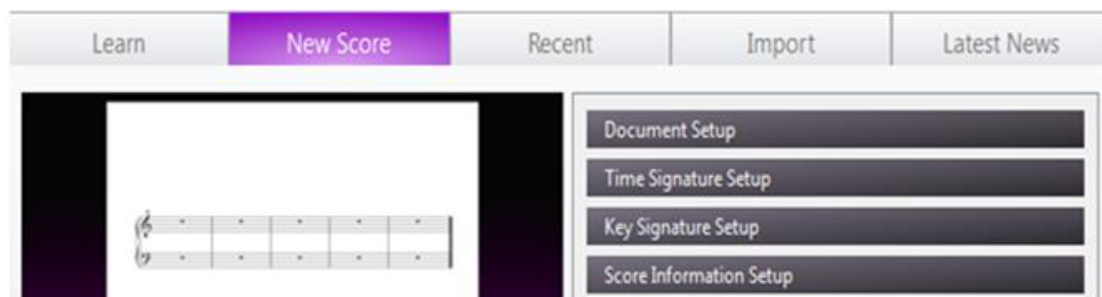 Learn New Score Recent Import Latest News
Document Setup
Time Signature Setup
Key Signature Setup
Score Information Setup